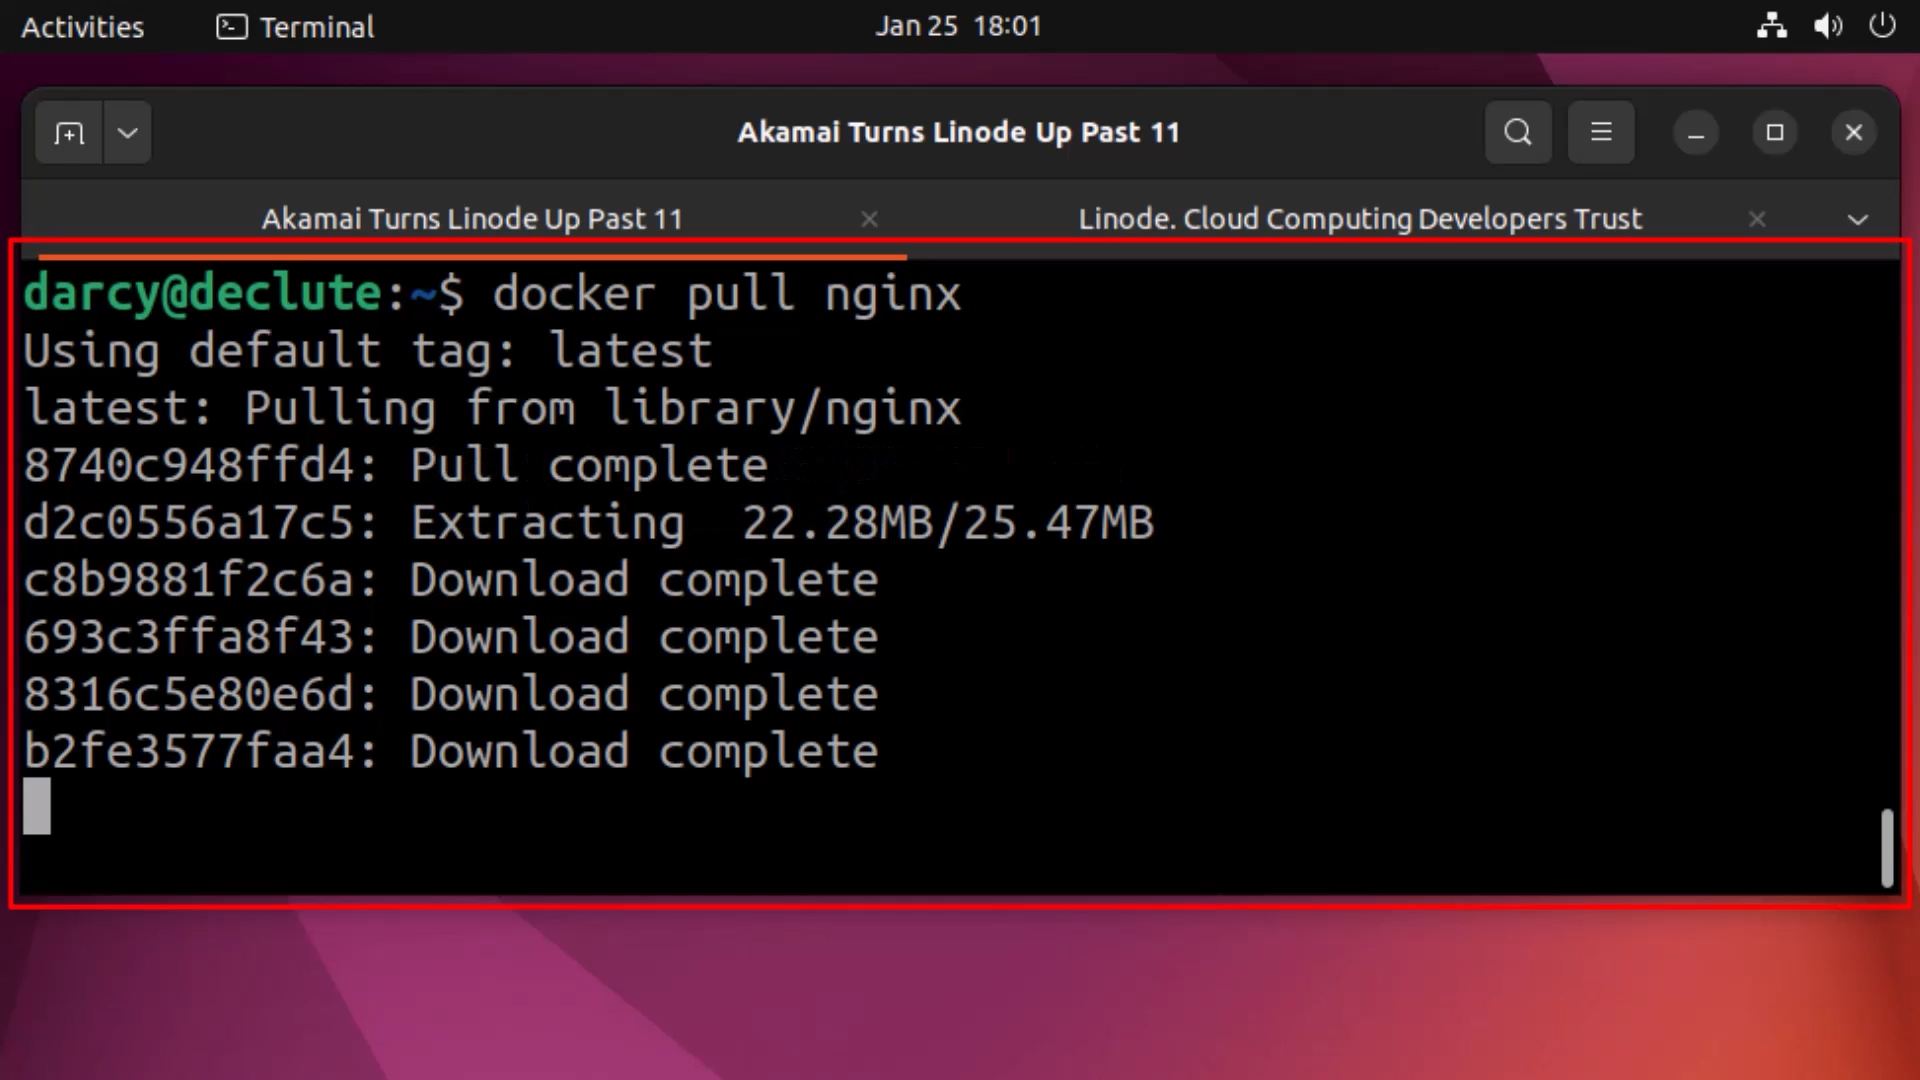 Activities
Terminal
Jan 25 18:01
Akamai Turns Linode Up Past 11
Akamai Turns Linode Up Past 11
Linode. Cloud Computing Developers Trust
darcy@declute:~$ docker pull nginx
Using default tag: latest
latest: Pulling from library/nginx
8740c948ffd4: Pull complete
d2c0556a17c5: Extracting  22.28MB/25.47MB
c8b9881f2c6a: Download complete
693c3ffa8f43: Download complete
8316c5e80e6d: Download complete
b2fe3577faa4: Download complete